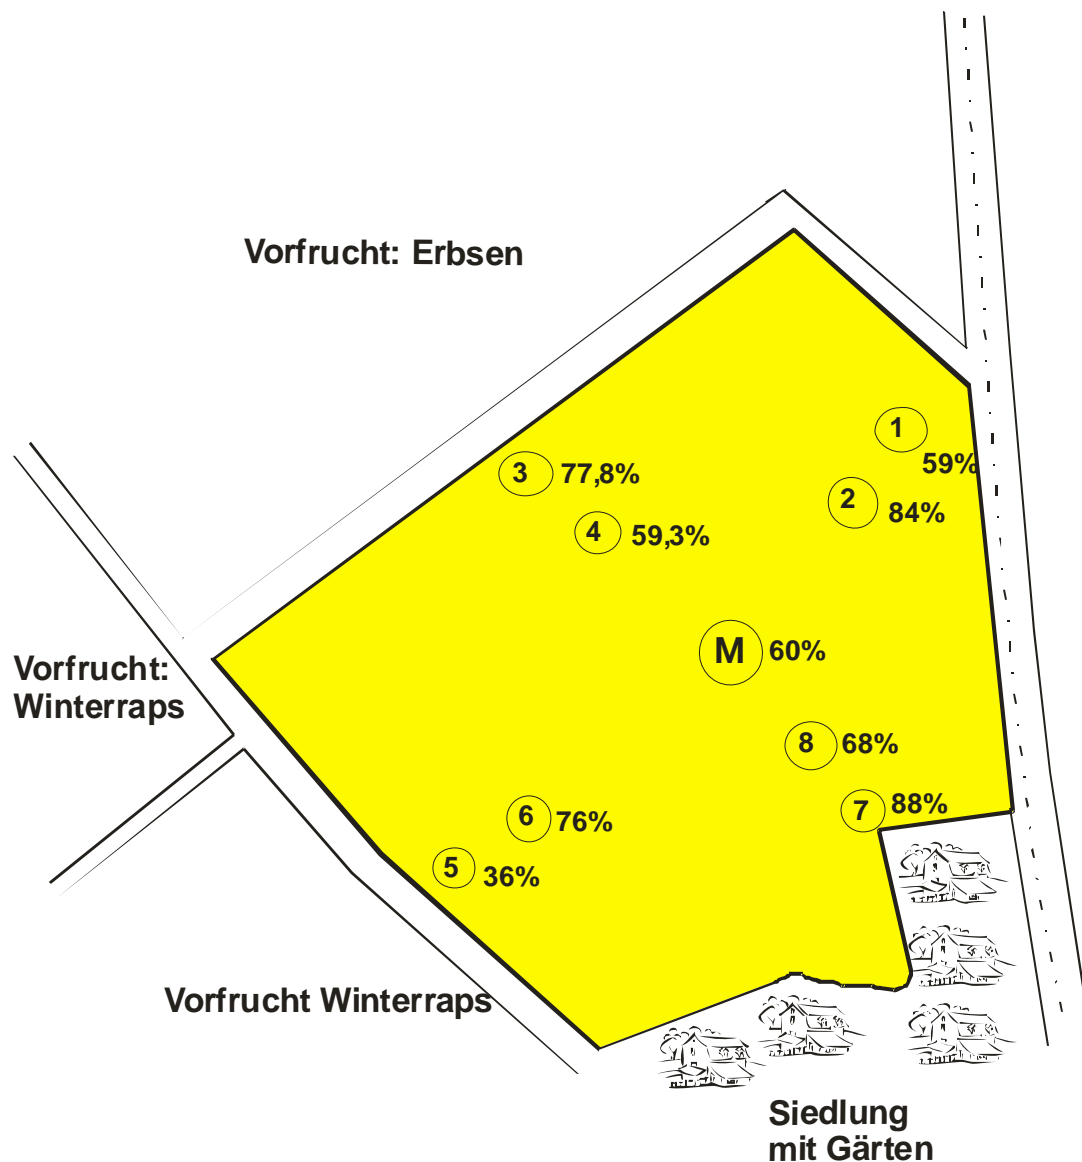 Vorfrucht: Erbsen
1
59%
3 77,8%
2 84%
4 59,3%
M 60%
Vorfrucht:
Winterraps
8 68%
7 88%
6 76%
5 36%
Vorfrucht Winterraps
Siedlung
mit Gärten